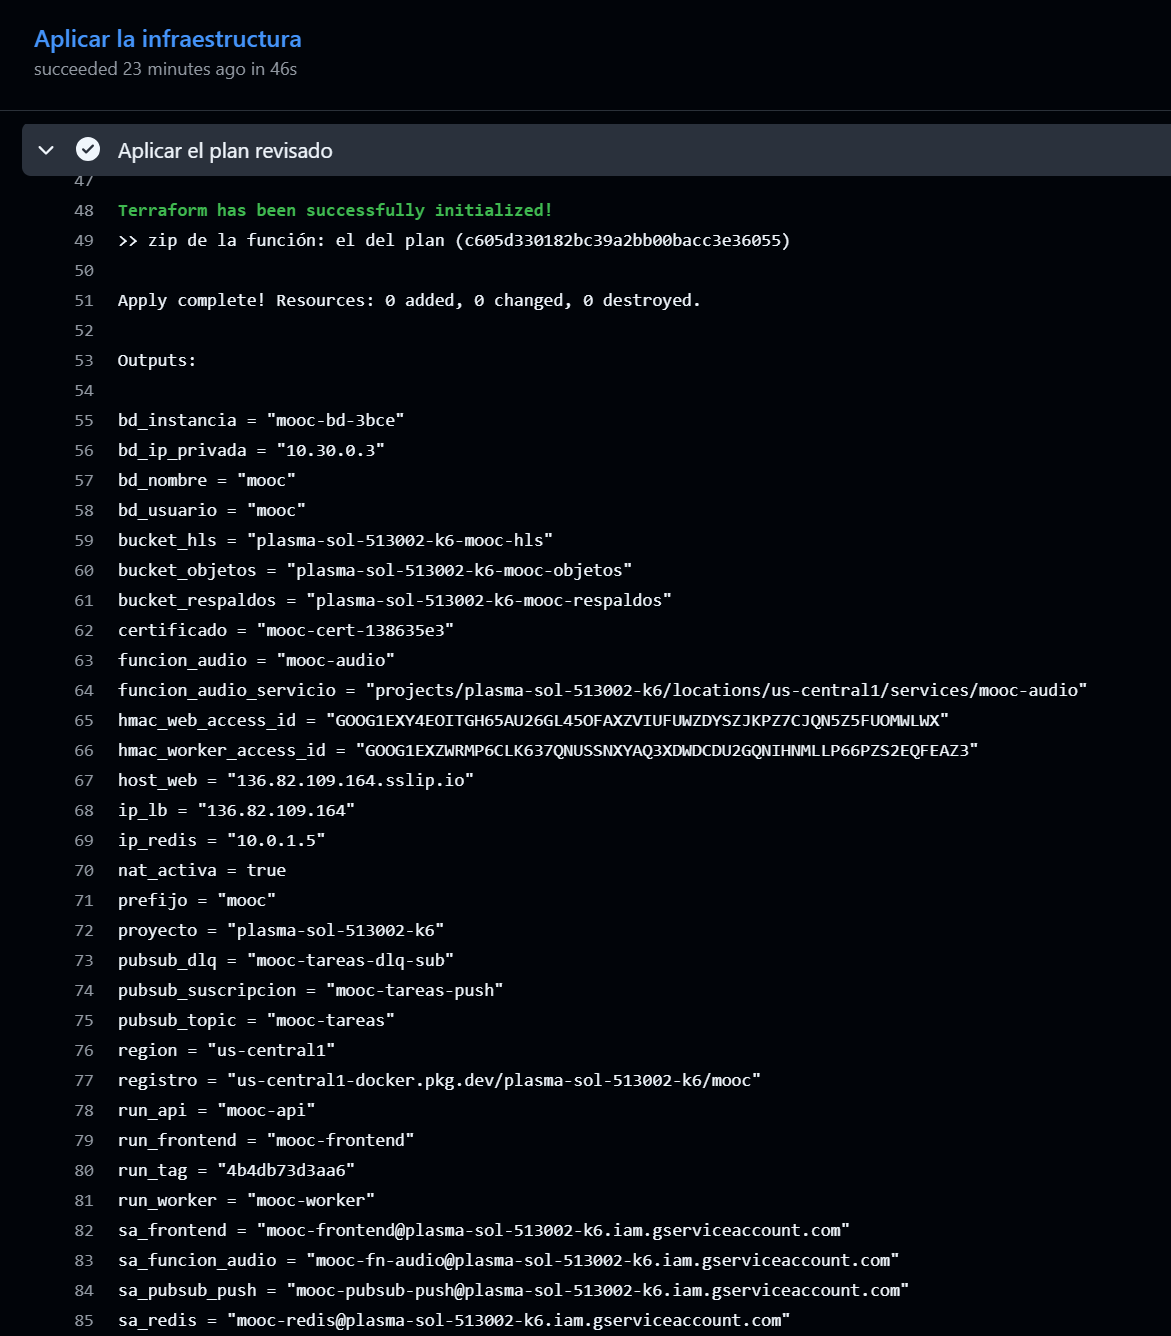 Aplicar la infraestructura
succeeded 23 minutes ago in 46s
Aplicar el plan revisado
47
48 Terraform has been successfully initialized!
49 >> zip de la función: el del plan (c605d330182bc39a2bb00bacc3e36055)
50
51 Apply complete! Resources: 0 added, 0 changed, 0 destroyed.
52
53 Outputs:
54
55 bd_instancia = "mooc-bd-3bce"
56 bd_ip_privada = "10.30.0.3"
57 bd_nombre = "mooc"
58 bd_usuario = "mooc"
59 bucket_hls = "plasma-sol-513002-k6-mooc-hls"
60 bucket_objetos = "plasma-sol-513002-k6-mooc-objetos"
61 bucket_respaldos = "plasma-sol-513002-k6-mooc-respaldos"
62 certificado = "mooc-cert-138635e3"
63 funcion_audio = "mooc-audio"
64 funcion_audio_servicio = "projects/plasma-sol-513002-k6/locations/us-central1/services/mooc-audio"
65 hmac_web_access_id = "GOOG1EXY4EOITGH65AU26GL45OFAXZVIUFUWZDYSZJKPZ7CJQN5Z5FUOMWLWX"
66 hmac_worker_access_id = "GOOG1EXZWRMP6CLK637QNUSSNXYAQ3XDWDCDU2GQNIHNMLLP66PZS2EQFEAZ3"
67 host_web = "136.82.109.164.sslip.io"
68 ip_lb = "136.82.109.164"
69 ip_redis = "10.0.1.5"
70 nat_activa = true
71 prefijo = "mooc"
72 proyecto = "plasma-sol-513002-k6"
73 pubsub_dlq = "mooc-tareas-dlq-sub"
74 pubsub_suscripcion = "mooc-tareas-push"
75 pubsub_topic = "mooc-tareas"
76 region = "us-central1"
77 registro = "us-central1-docker.pkg.dev/plasma-sol-513002-k6/mooc"
78 run_api = "mooc-api"
79 run_frontend = "mooc-frontend"
80 run_tag = "4b4db73d3aa6"
81 run_worker = "mooc-worker"
82 sa_frontend = "mooc-frontend@plasma-sol-513002-k6.iam.gserviceaccount.com"
83 sa_funcion_audio = "mooc-fn-audio@plasma-sol-513002-k6.iam.gserviceaccount.com"
84 sa_pubsub_push = "mooc-pubsub-push@plasma-sol-513002-k6.iam.gserviceaccount.com"
85 sa_redis = "mooc-redis@plasma-sol-513002-k6.iam.gserviceaccount.com"